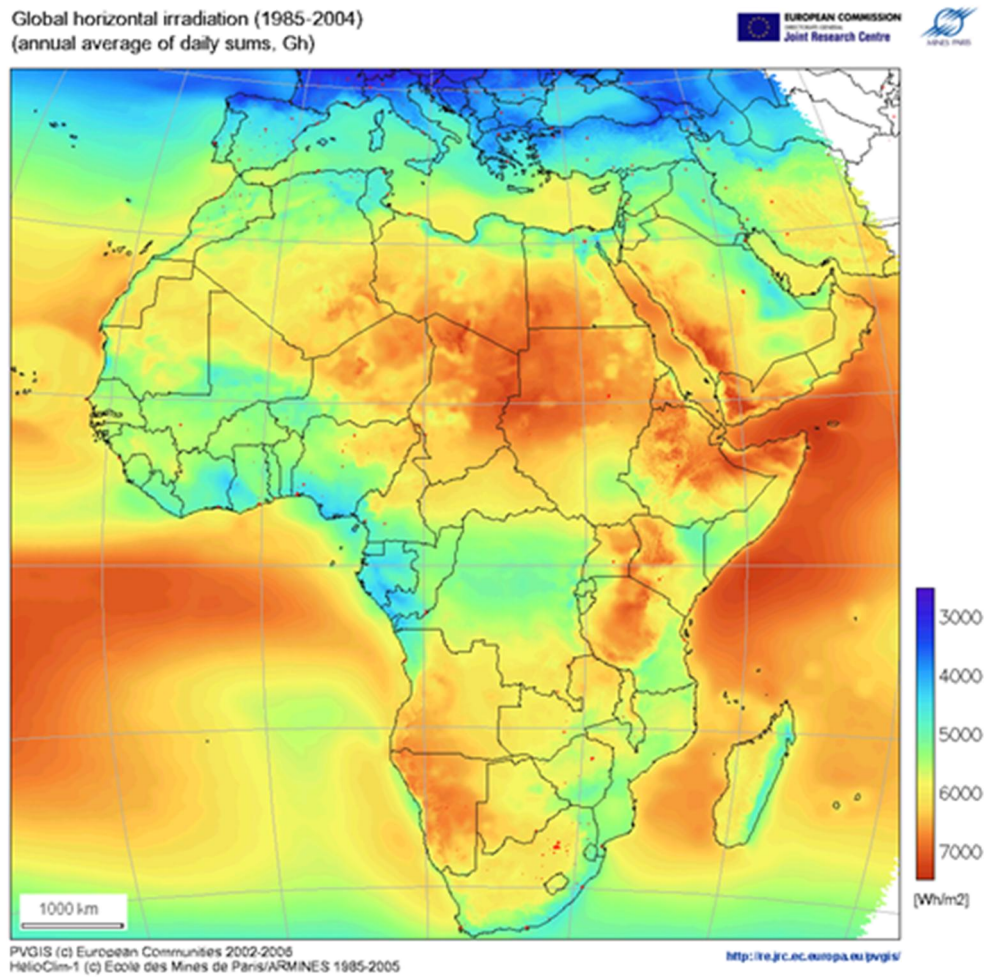 Global horizontal irradiation (1985-2004)
(annual average of daily sums, Gh)
EUROPEAN COMMISSION
DIRECTORATE-GENERAL
Joint Research Centre
MINES PARIS
3000
4000
5000
6000
7000
[Wh/m2]
1000 km
PVGIS (c) European Communities 2002-2006
HelioClim-1 (c) Ecole des Mines de Paris/ARMINES 1985-2005
http://re.jrc.ec.europa.eu/pvgis/